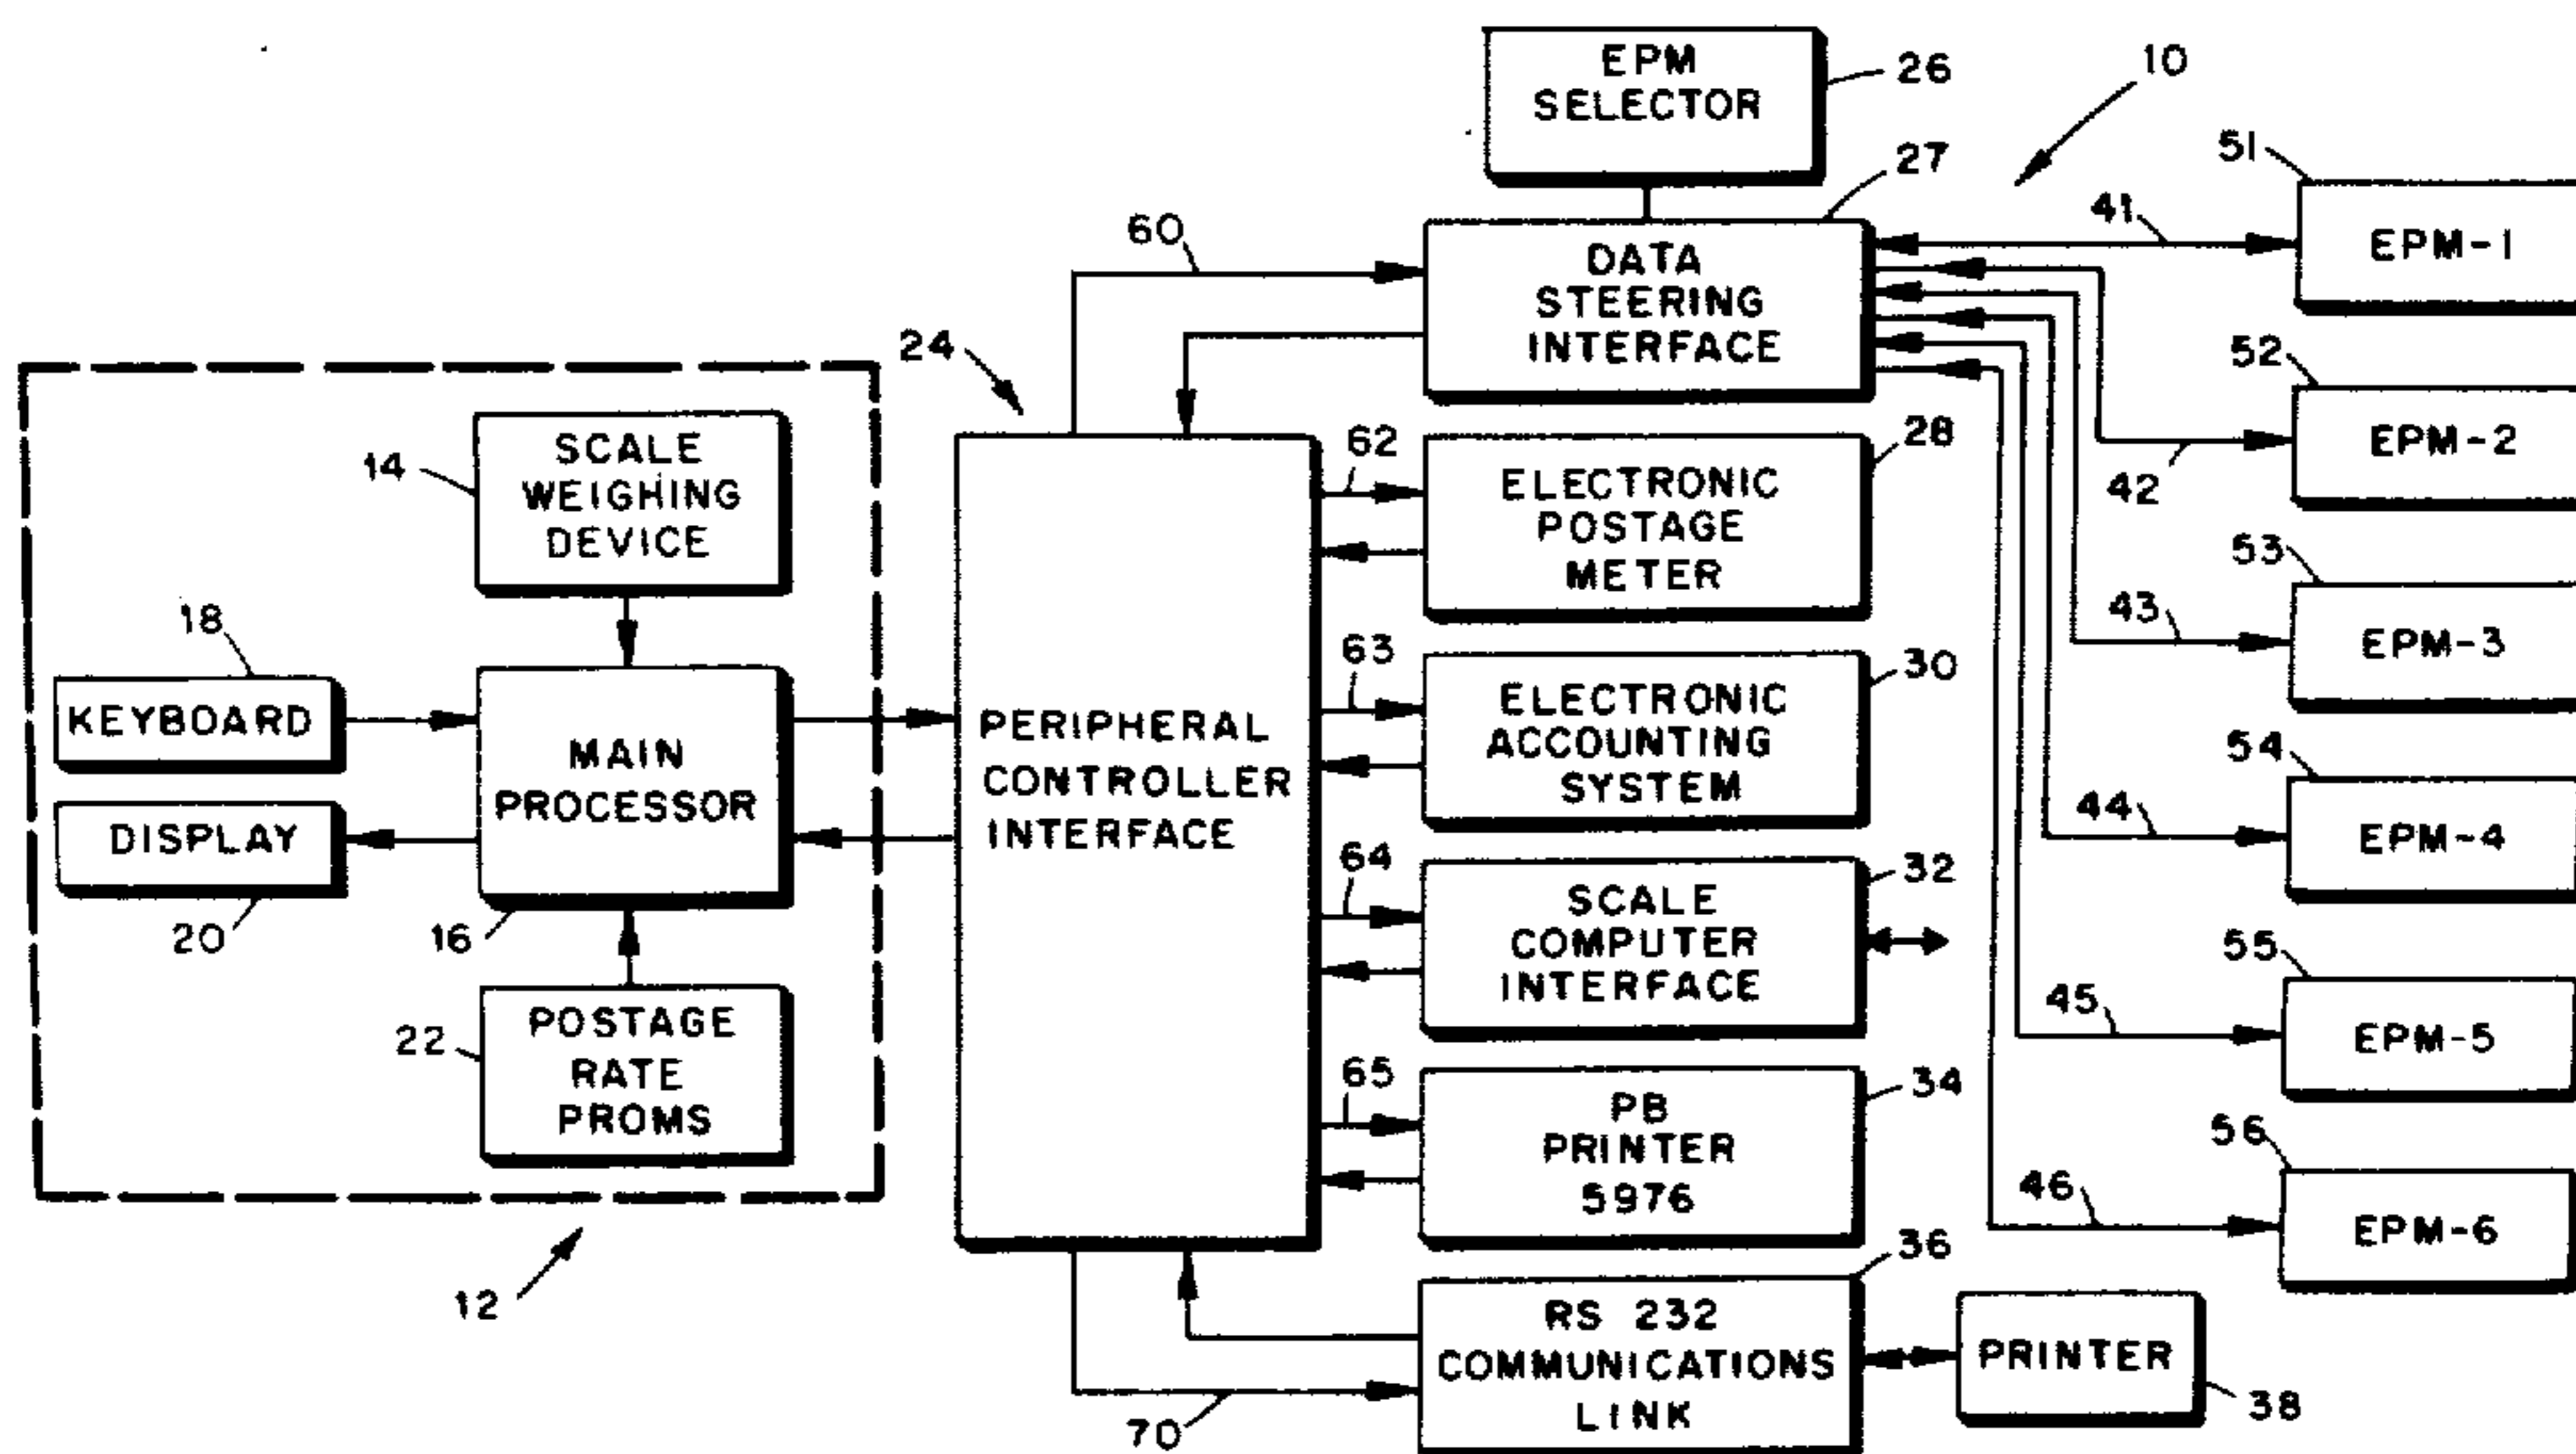 EPM
SELECTOR
26
10
27
51
DATA
STEERING
INTERFACE
60
41
EPM-1
24
52
EPM-2
42
SCALE
WEIGHING
DEVICE
14
62
ELECTRONIC
POSTAGE
METER
28
53
EPM-3
43
18
KEYBOARD
MAIN
PROCESSOR
16
DISPLAY
20
PERIPHERAL
CONTROLLER
INTERFACE
63
ELECTRONIC
ACCOUNTING
SYSTEM
30
54
EPM-4
44
64
SCALE
COMPUTER
INTERFACE
32
55
EPM-5
45
22
POSTAGE
RATE
PROMS
65
PB
PRINTER
5976
34
56
EPM-6
46
12
36
RS 232
COMMUNICATIONS
LINK
70
PRINTER
38